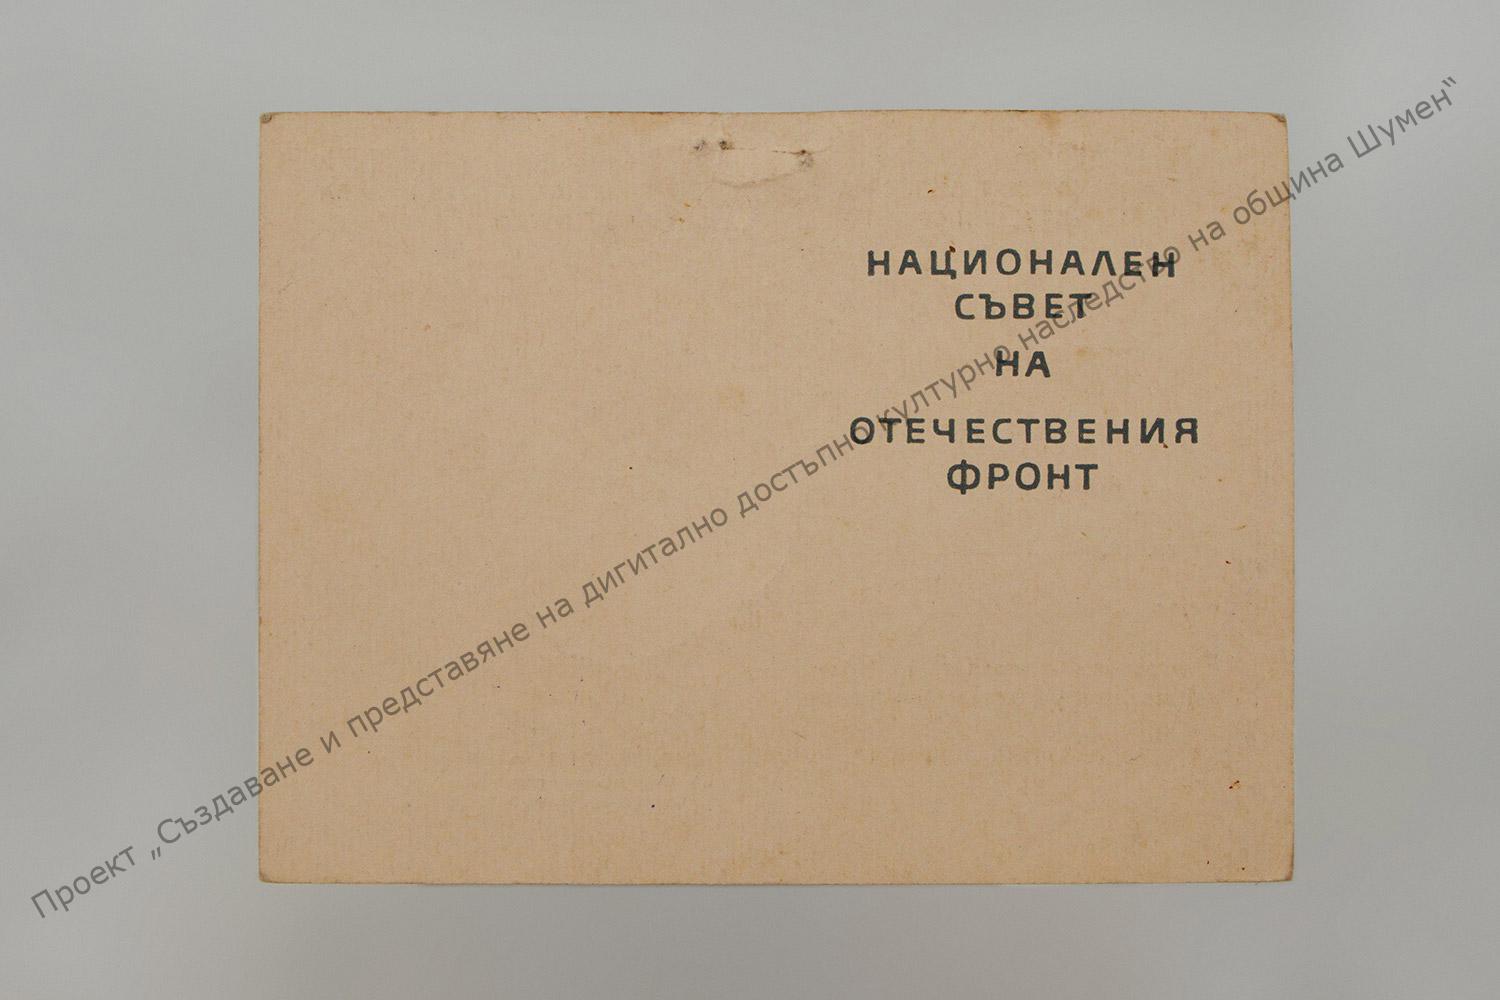 НАЦИОНАЛЕН
СЪВЕТ
НА
ОТЕЧЕСТВЕНИЯ
ФРОНТ
Проект „Създаване и представяне на дигитално достъпно културно наследство на община Шумен“